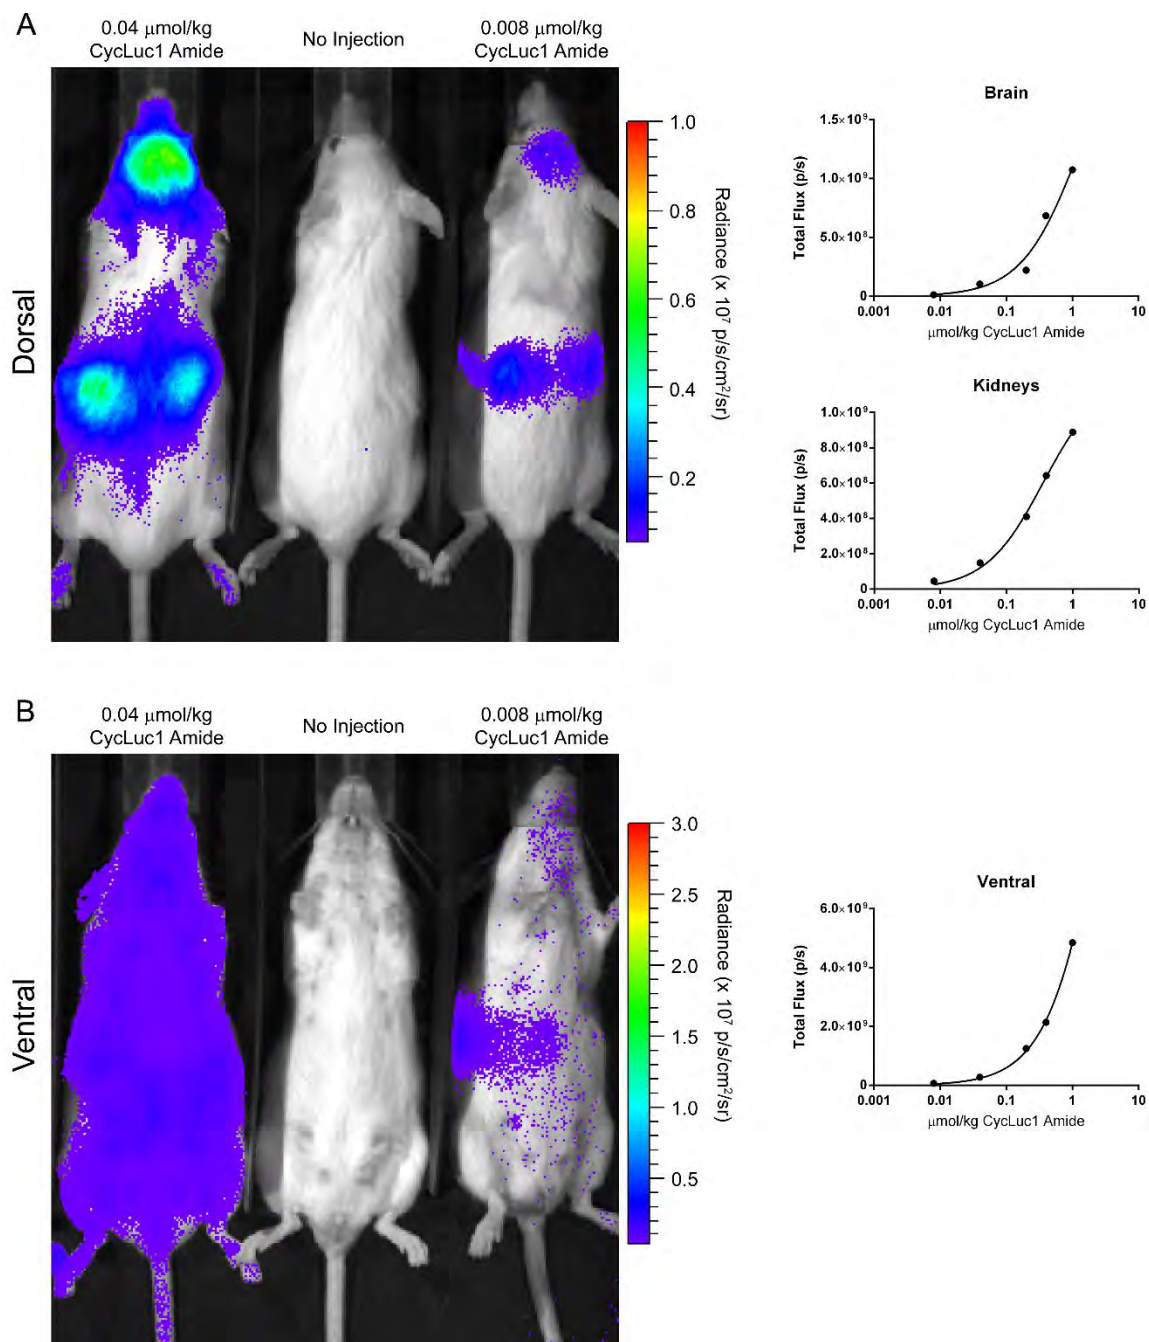 A
0.04 μmol/kg
CycLuc1 Amide
No Injection
0.008 μmol/kg
CycLuc1 Amide
Dorsal
1.0
0.8
0.6
0.4
0.2
Radiance (x 10⁷ p/s/cm²/sr)
Brain
Total Flux (p/s)
1.5×10⁹
1.0×10⁹
5.0×10⁸
0
0.001 0.01 0.1 1 10
μmol/kg CycLuc1 Amide
Kidneys
Total Flux (p/s)
1.0×10⁹
8.0×10⁸
6.0×10⁸
4.0×10⁸
2.0×10⁸
0
0.001 0.01 0.1 1 10
μmol/kg CycLuc1 Amide
B
0.04 μmol/kg
CycLuc1 Amide
No Injection
0.008 μmol/kg
CycLuc1 Amide
Ventral
3.0
2.5
2.0
1.5
1.0
0.5
Radiance (x 10⁷ p/s/cm²/sr)
Ventral
Total Flux (p/s)
6.0×10⁹
4.0×10⁹
2.0×10⁹
0
0.001 0.01 0.1 1 10
μmol/kg CycLuc1 Amide